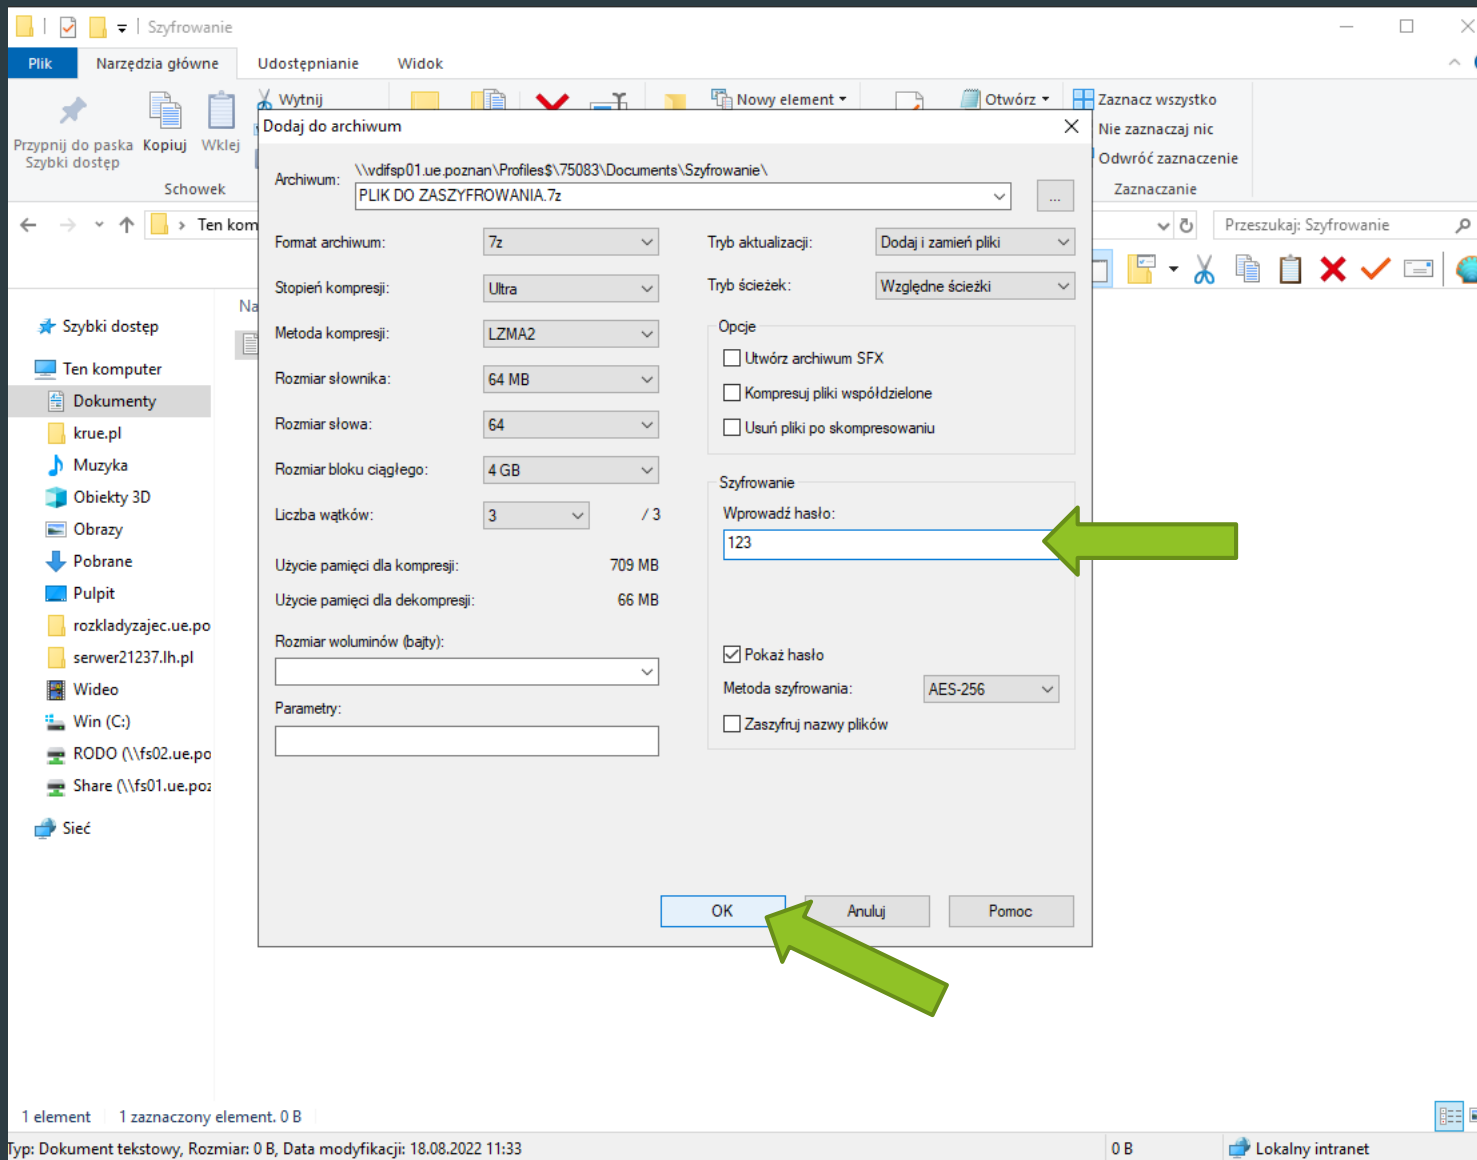 Szyfrowanie
Plik
Narzędzia główne
Udostępnianie
Widok
Przypnij do paska
Szybki dostęp
Kopiuj
Wklej
Wytnij
Schowek
Nowy element
Otwórz
Zaznacz wszystko
Nie zaznaczaj nic
Odwróć zaznaczenie
Zaznaczanie
Ten kom
Przeszukaj: Szyfrowanie
Na
Szybki dostęp
Ten komputer
Dokumenty
krue.pl
Muzyka
Obiekty 3D
Obrazy
Pobrane
Pulpit
rozkladyzajec.ue.po
serwer21237.lh.pl
Wideo
Win (C:)
RODO (\\fs02.ue.po
Share (\\fs01.ue.poz
Sieć
Dodaj do archiwum
Archiwum:
\\vdifsp01.ue.poznan\Profiles$\75083\Documents\Szyfrowanie\
PLIK DO ZASZYFROWANIA.7z
...
Format archiwum: 7z
Stopień kompresji: Ultra
Metoda kompresji: LZMA2
Rozmiar słownika: 64 MB
Rozmiar słowa: 64
Rozmiar bloku ciągłego: 4 GB
Liczba wątków: 3 / 3
Użycie pamięci dla kompresji: 709 MB
Użycie pamięci dla dekompresji: 66 MB
Rozmiar woluminów (bajty):
Parametry:
Tryb aktualizacji: Dodaj i zamień pliki
Tryb ścieżek: Względne ścieżki
Opcje
Utwórz archiwum SFX
Kompresuj pliki współdzielone
Usuń pliki po skompresowaniu
Szyfrowanie
Wprowadź hasło:
123
Pokaż hasło
Metoda szyfrowania: AES-256
Zaszyfruj nazwy plików
OK
Anuluj
Pomoc
1 element
1 zaznaczony element. 0 B
Typ: Dokument tekstowy, Rozmiar: 0 B, Data modyfikacji: 18.08.2022 11:33
0 B
Lokalny intranet